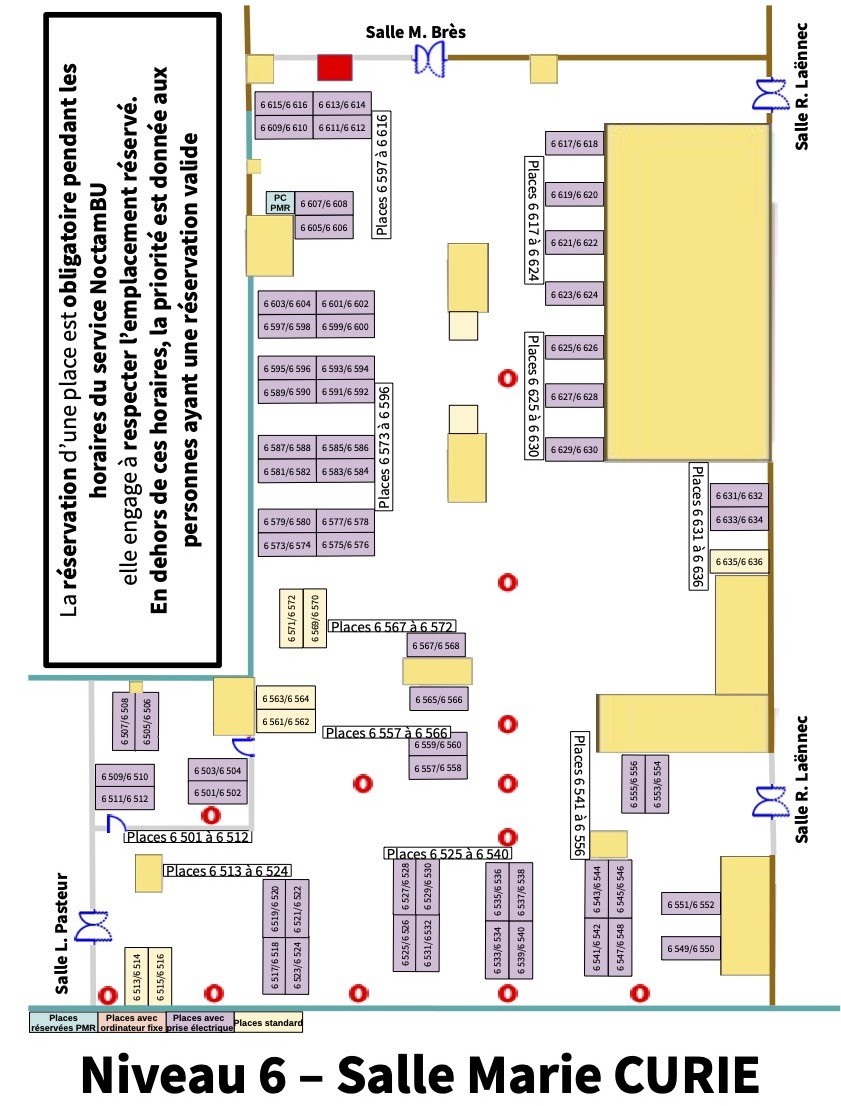 La réservation d'une place est obligatoire pendant les
horaires du service NoctamBU
elle engage à respecter l'emplacement réservé.
En dehors de ces horaires, la priorité est donnée aux
personnes ayant une réservation valide
Salle M. Brès
Salle R. Laënnec
6 615/6 616 6 613/6 614
6 609/6 610 6 611/6 612
Places 6 597 à 6 616
PC
PMR
6 607/6 608
6 605/6 606
6 603/6 604 6 601/6 602
6 597/6 598 6 599/6 600
6 595/6 596 6 593/6 594
6 589/6 590 6 591/6 592
Places 6 573 à 6 596
6 587/6 588 6 585/6 586
6 581/6 582 6 583/6 584
6 579/6 580 6 577/6 578
6 573/6 574 6 575/6 576
6 617/6 618
6 619/6 620
6 621/6 622
6 623/6 624
Places 6 617 à 6 624
6 625/6 626
6 627/6 628
6 629/6 630
Places 6 625 à 6 630
Places 6 631 à 6 636
6 631/6 632
6 633/6 634
6 635/6 636
6 571/6 572
6 569/6 570
Places 6 567 à 6 572
6 567/6 568
6 565/6 566
6 563/6 564
6 561/6 562
Places 6 557 à 6 566
6 559/6 560
6 557/6 558
6 507/6 508
6 505/6 506
6 509/6 510
6 511/6 512
6 503/6 504
6 501/6 502
Places 6 501 à 6 512
Places 6 541 à 6 556
6 555/6 556
6 553/6 554
Salle R. Laënnec
Places 6 513 à 6 524
Places 6 525 à 6 540
Salle L. Pasteur
6 513/6 514
6 515/6 516
6 519/6 520
6 521/6 522
6 517/6 518
6 523/6 524
6 527/6 528
6 529/6 530
6 525/6 526
6 531/6 532
6 535/6 536
6 537/6 538
6 533/6 534
6 539/6 540
6 543/6 544
6 545/6 546
6 541/6 542
6 547/6 548
6 551/6 552
6 549/6 550
Places
réservées PMR
Places avec
ordinateur fixe
Places avec
prise électrique
Places standard
Niveau 6 – Salle Marie CURIE